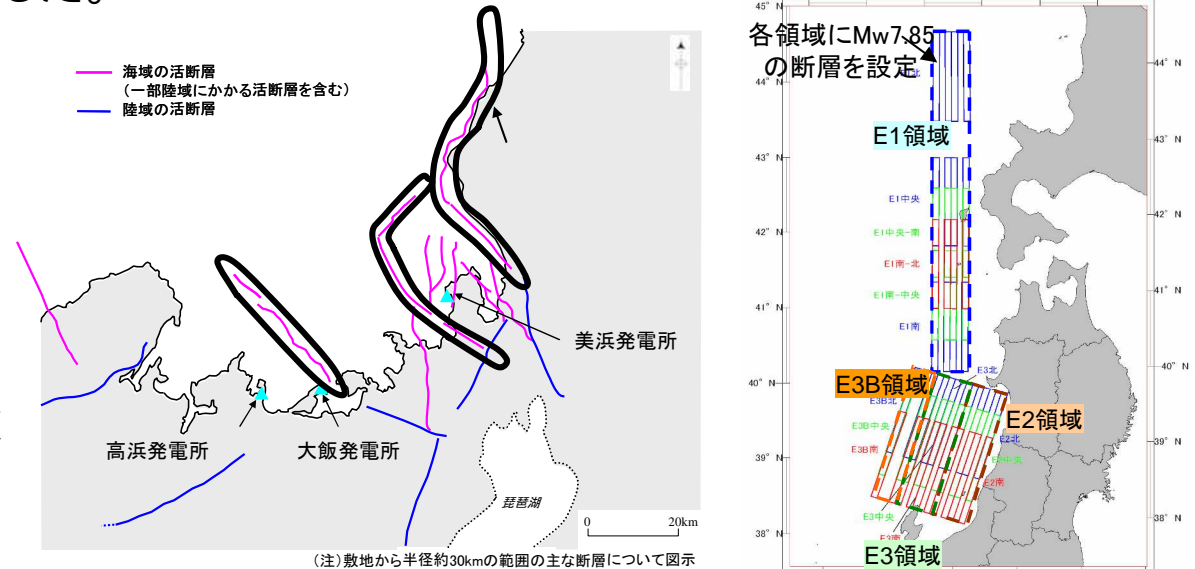 海域の活断層
（一部陸域にかかる活断層を含む）
陸域の活断層
美浜発電所
高浜発電所
大飯発電所
琵琶湖
0 20km
(注)敷地から半径約30kmの範囲の主な断層について図示
45° N
44° N
43° N
42° N
41° N
40° N
39° N
38° N
各領域にMw7.85
の断層を設定
E1領域
E1中央
E1中央-南
E1南-北
E1南-中央
E1南
E3北
E3B領域
E3B北
E2領域
E3B中央
E2北
E3B南
E2中央
E2南
E3中央
E3南
E3領域
44° N
43° N
42° N
41° N
40° N
39° N
38° N